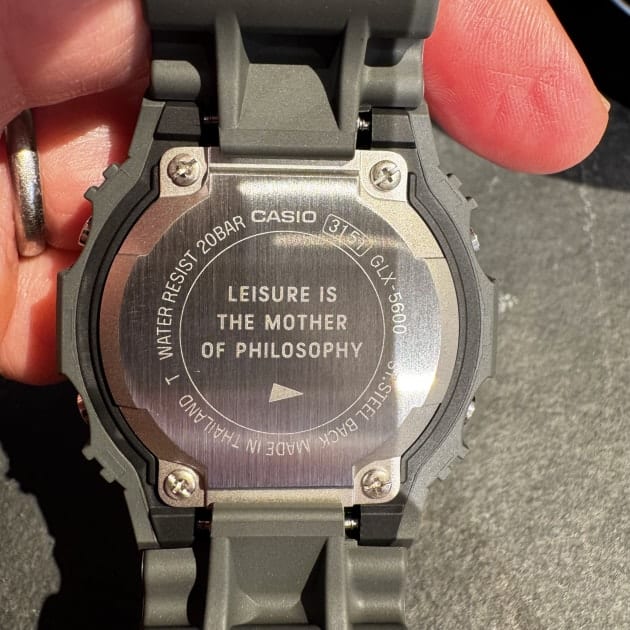 WATER RESIST 20BAR CASIO 3151 GLX-5600
ST. STEEL BACK MADE IN THAILAND T
LEISURE IS
THE MOTHER
OF PHILOSOPHY